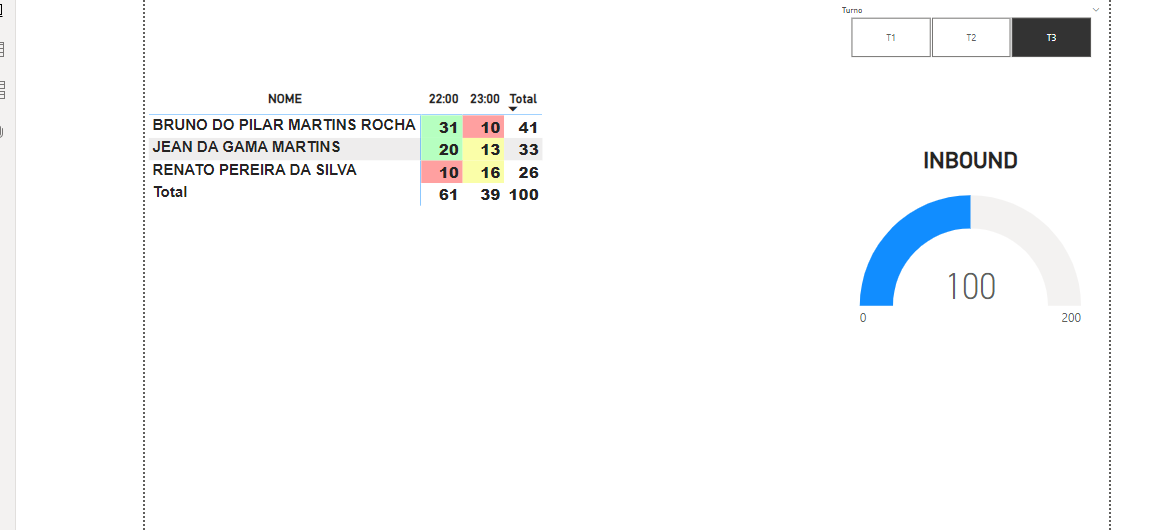 Turno
T1 T2 T3
NOME 22:00 23:00 Total
BRUNO DO PILAR MARTINS ROCHA 31 10 41
JEAN DA GAMA MARTINS 20 13 33
RENATO PEREIRA DA SILVA 10 16 26
Total 61 39 100
INBOUND
100
0 200